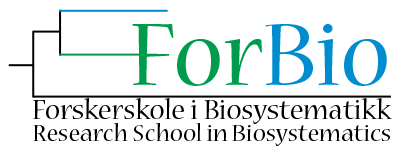 ForBio
Forskerskole i Biosystematikk
Research School in Biosystematics